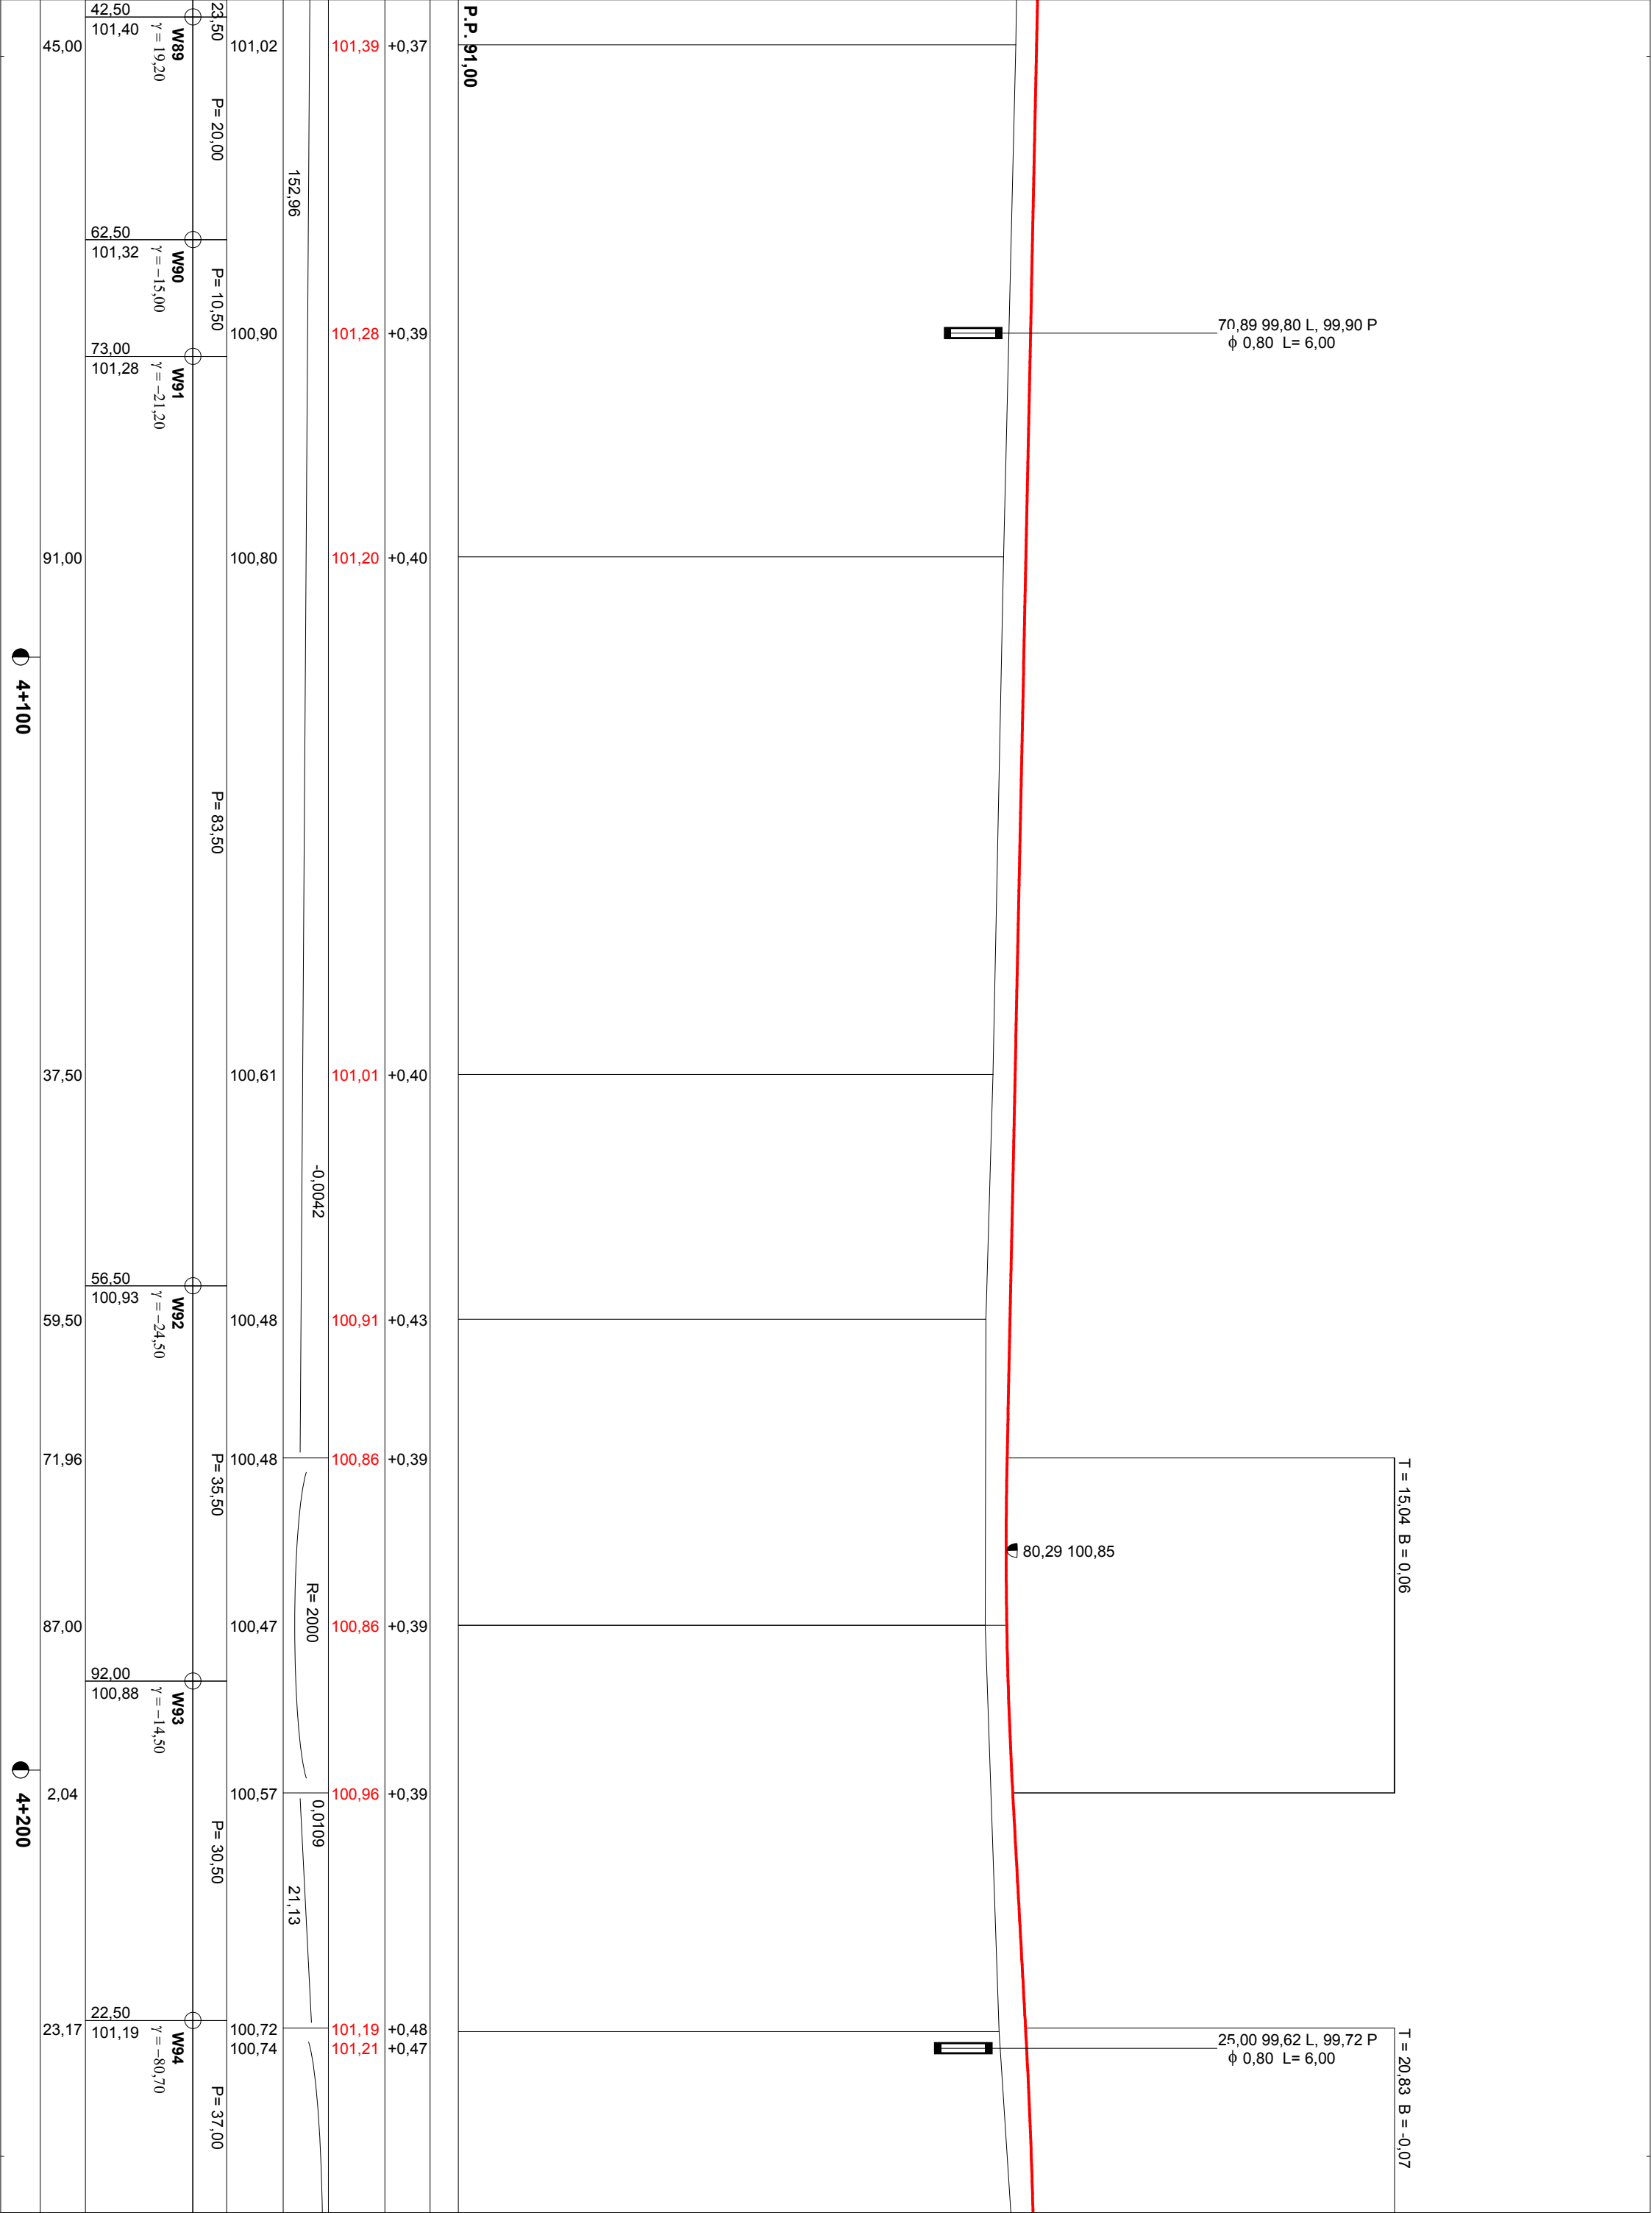 42,50
101,40
W89
γ = 19,20
23,50
45,00
101,02
101,39
+0,37
P.P. 91,00
P= 20,00
152,96
62,50
101,32
W90
γ = −15,00
P= 10,50
100,90
101,28
+0,39
70,89 99,80 L, 99,90 P
ϕ 0,80 L= 6,00
73,00
101,28
W91
γ = −21,20
91,00
100,80
101,20
+0,40
4+100
P= 83,50
37,50
100,61
101,01
+0,40
-0,0042
56,50
100,93
W92
γ = −24,50
59,50
100,48
100,91
+0,43
71,96
P= 35,50
100,48
100,86
+0,39
T = 15,04 B = 0,06
80,29 100,85
R= 2000
87,00
100,47
100,86
+0,39
92,00
100,88
W93
γ = −14,50
4+200
2,04
100,57
100,96
+0,39
0,0109
P= 30,50
21,13
22,50
101,19
W94
γ = −80,70
23,17
100,72
101,19
+0,48
100,74
101,21
+0,47
25,00 99,62 L, 99,72 P
ϕ 0,80 L= 6,00
T = 20,83 B = -0,07
P= 37,00